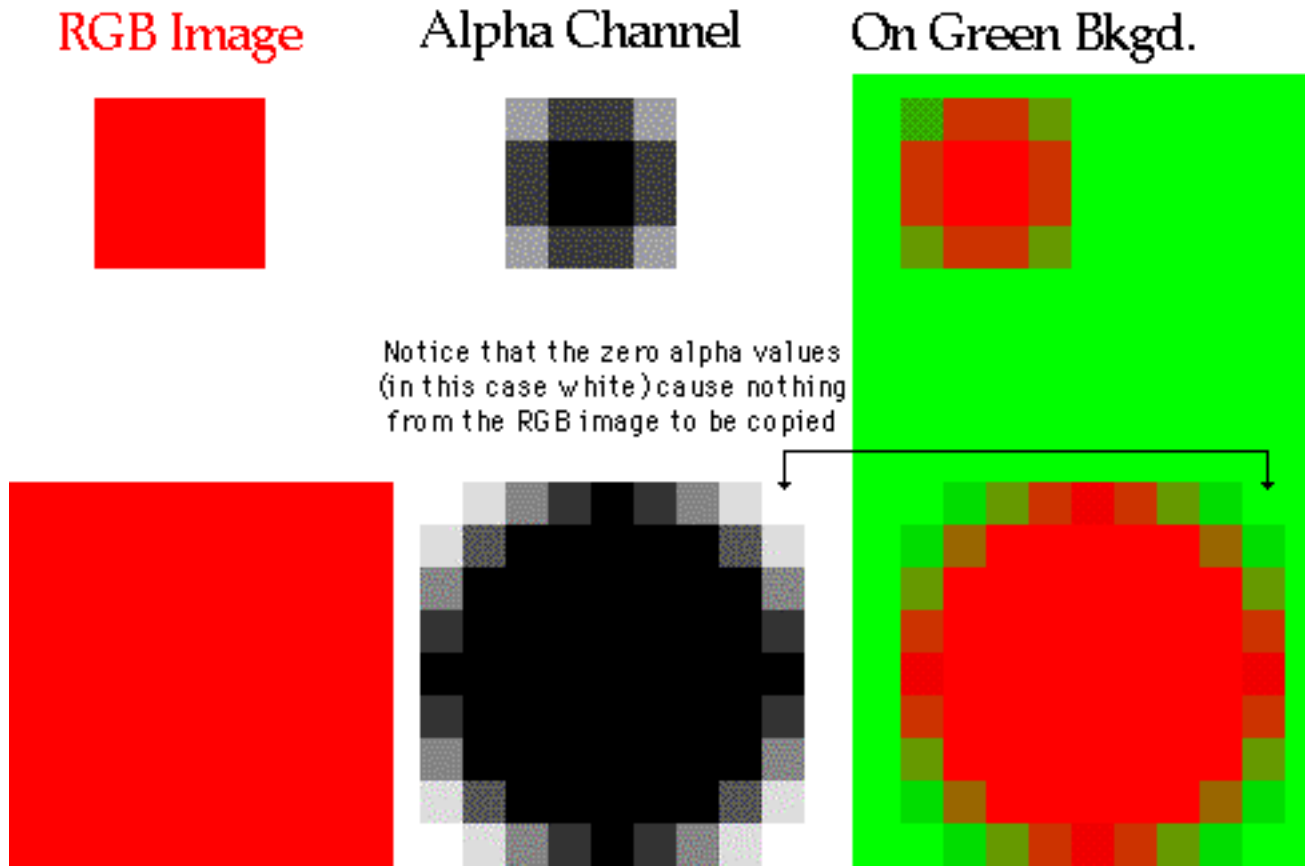 RGB Image
Alpha Channel
On Green Bkgd.
Notice that the zero alpha values
(in this case white) cause nothing
from the RGB image to be copied